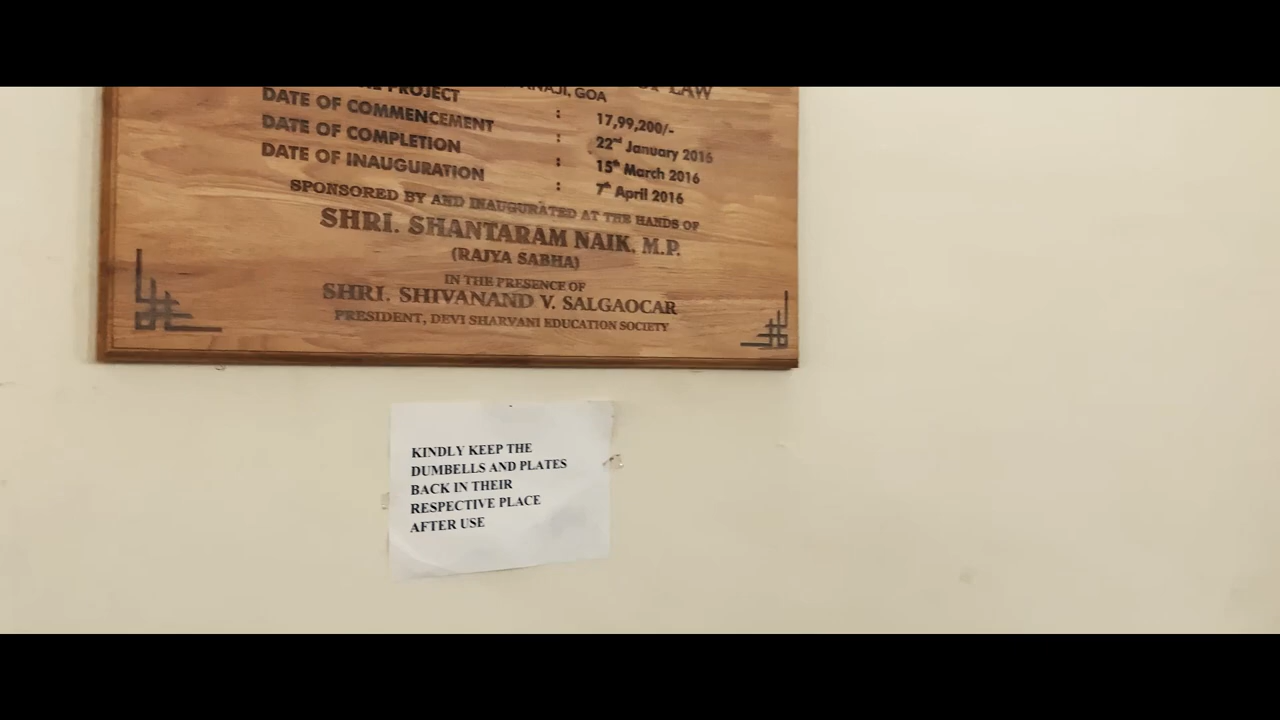 OF LAW
PROJECT
PANAJI, GOA
DATE OF COMMENCEMENT : 17,99,200/-
DATE OF COMPLETION : 22nd January 2016
DATE OF INAUGURATION : 15th March 2016
: 7th April 2016
SPONSORED BY AND INAUGURATED AT THE HANDS OF
SHRI. SHANTARAM NAIK, M.P.
(RAJYA SABHA)
IN THE PRESENCE OF
SHRI. SHIVANAND V. SALGAOCAR
PRESIDENT, DEVI SHARVANI EDUCATION SOCIETY
KINDLY KEEP THE
DUMBELLS AND PLATES
BACK IN THEIR
RESPECTIVE PLACE
AFTER USE